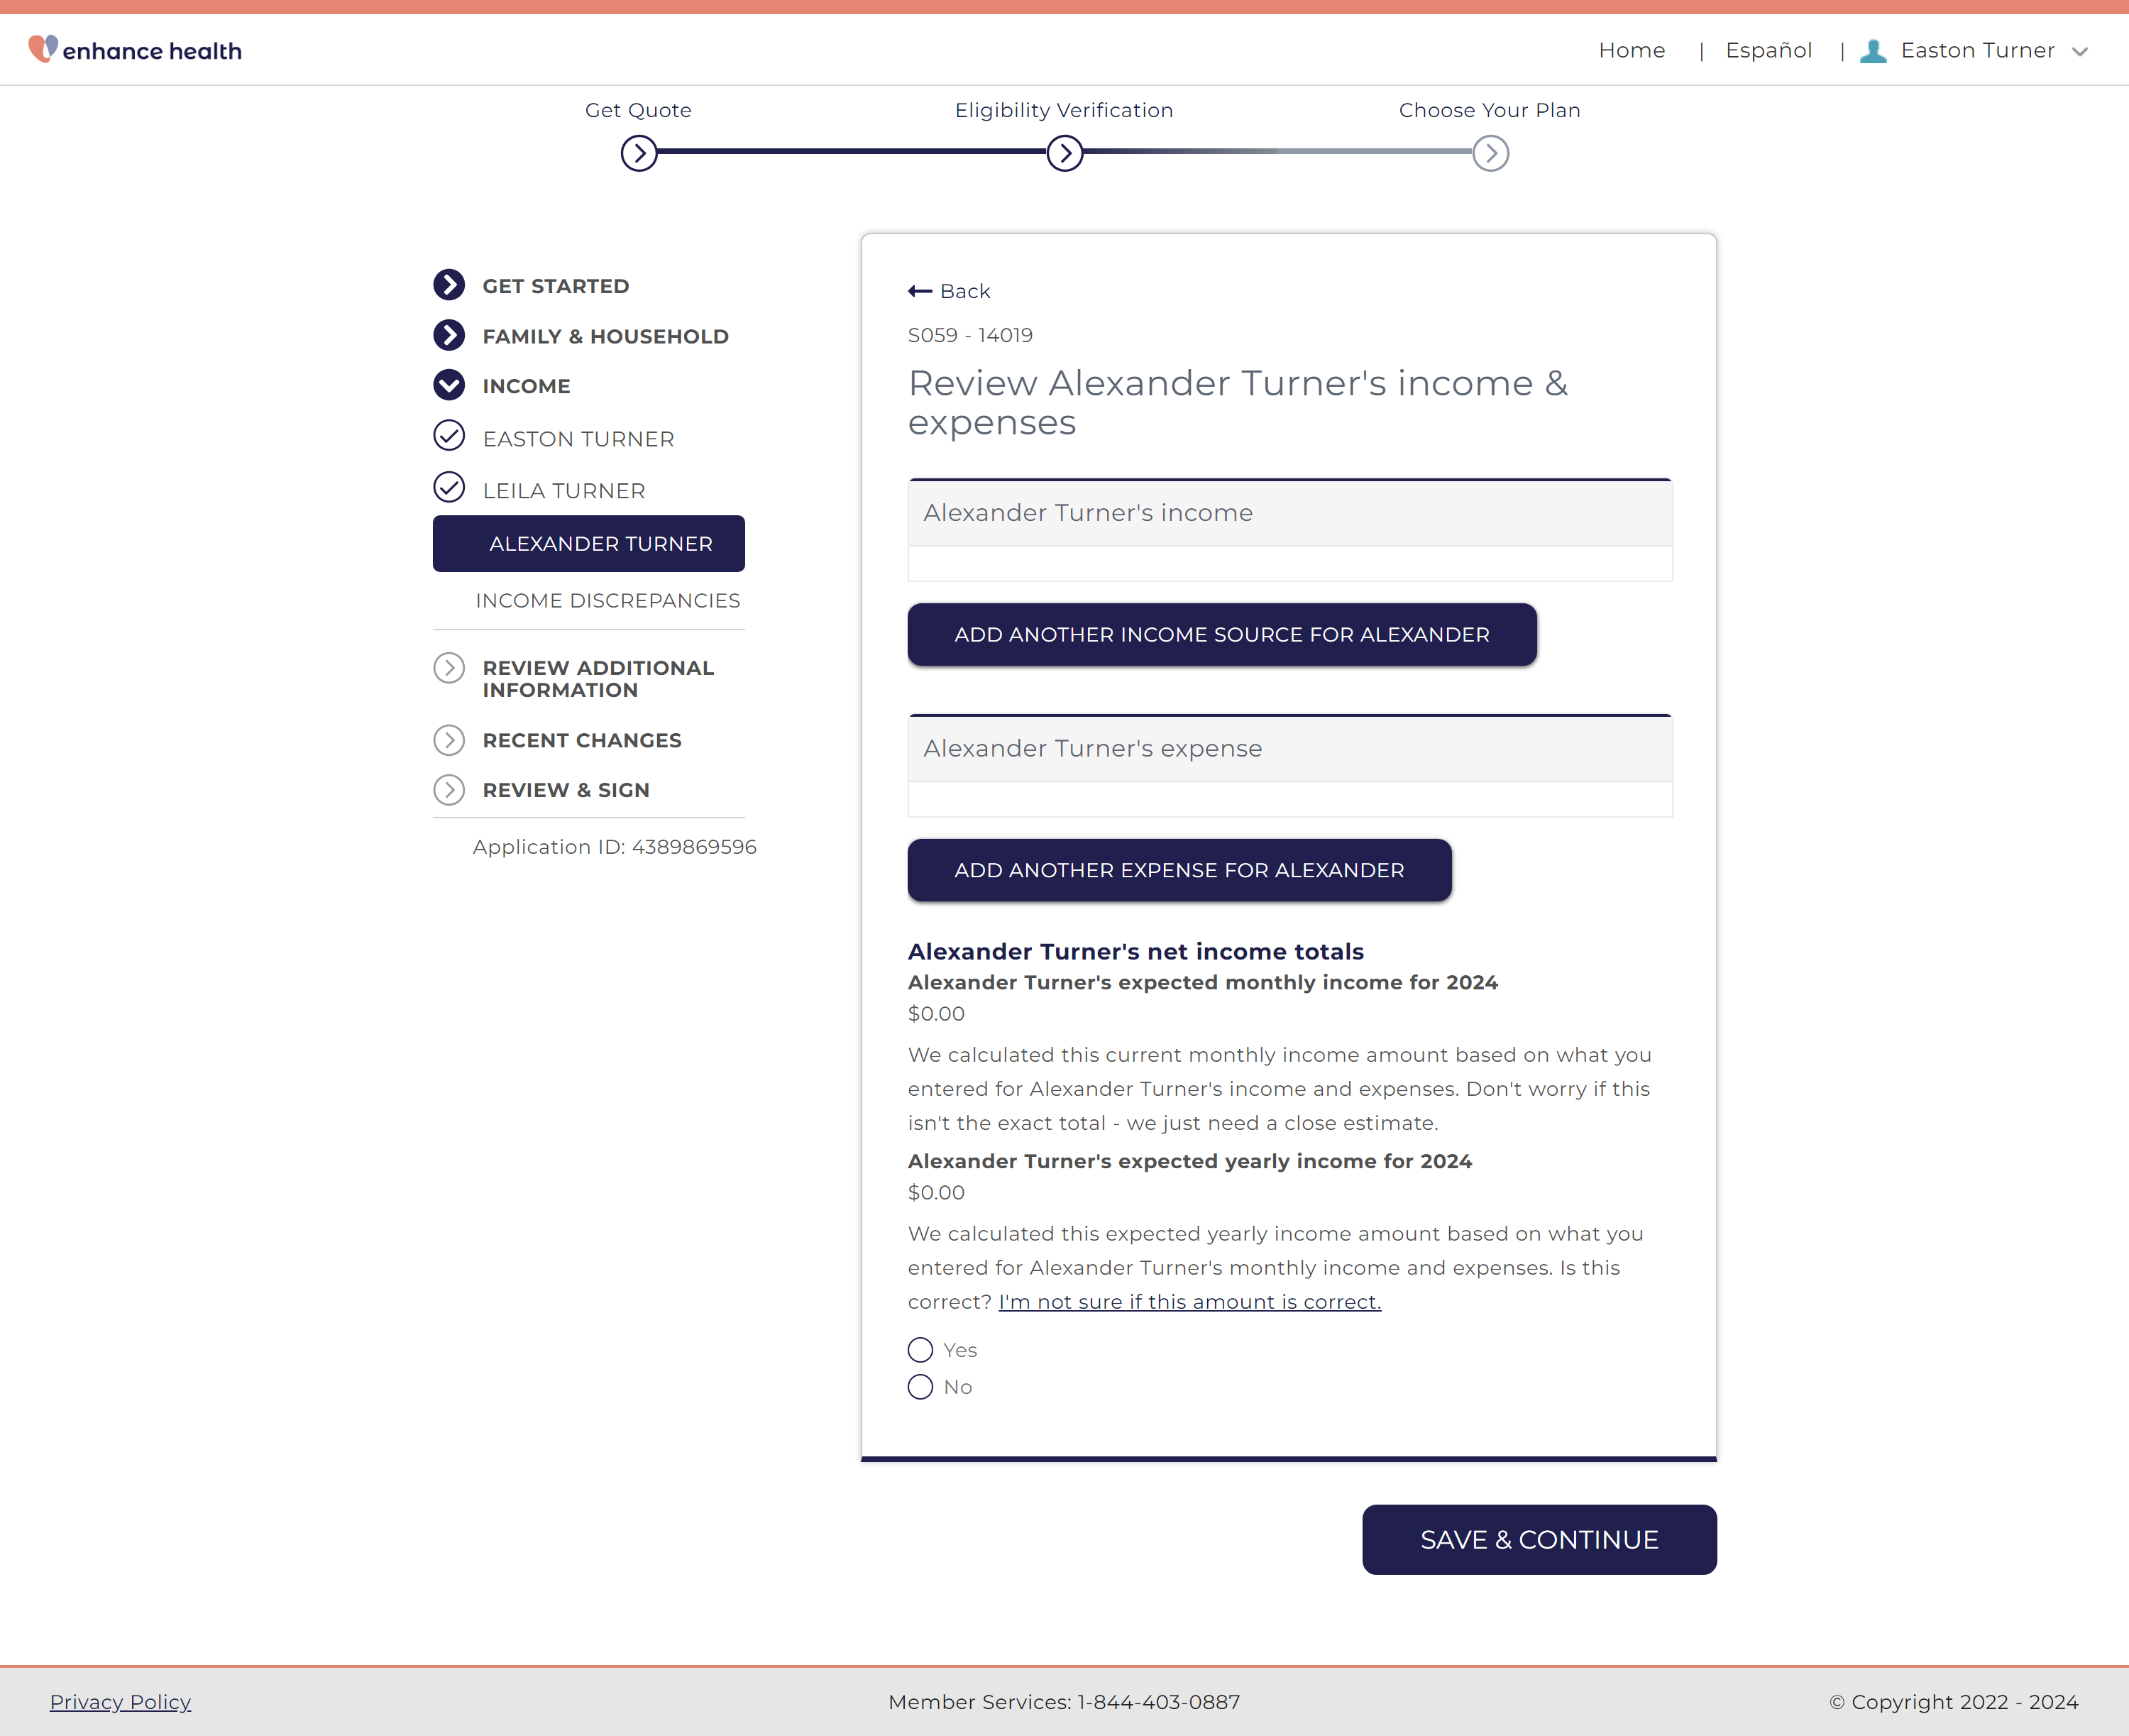 enhance health
Home | Español | Easton Turner
Get Quote
Eligibility Verification
Choose Your Plan
GET STARTED
FAMILY & HOUSEHOLD
INCOME
EASTON TURNER
LEILA TURNER
ALEXANDER TURNER
INCOME DISCREPANCIES
REVIEW ADDITIONAL
INFORMATION
RECENT CHANGES
REVIEW & SIGN
Application ID: 4389869596
Back
S059 - 14019
Review Alexander Turner's income &
expenses
Alexander Turner's income
ADD ANOTHER INCOME SOURCE FOR ALEXANDER
Alexander Turner's expense
ADD ANOTHER EXPENSE FOR ALEXANDER
Alexander Turner's net income totals
Alexander Turner's expected monthly income for 2024
$0.00
We calculated this current monthly income amount based on what you
entered for Alexander Turner's income and expenses. Don't worry if this
isn't the exact total - we just need a close estimate.
Alexander Turner's expected yearly income for 2024
$0.00
We calculated this expected yearly income amount based on what you
entered for Alexander Turner's monthly income and expenses. Is this
correct? I'm not sure if this amount is correct.
Yes
No
SAVE & CONTINUE
Privacy Policy
Member Services: 1-844-403-0887
© Copyright 2022 - 2024